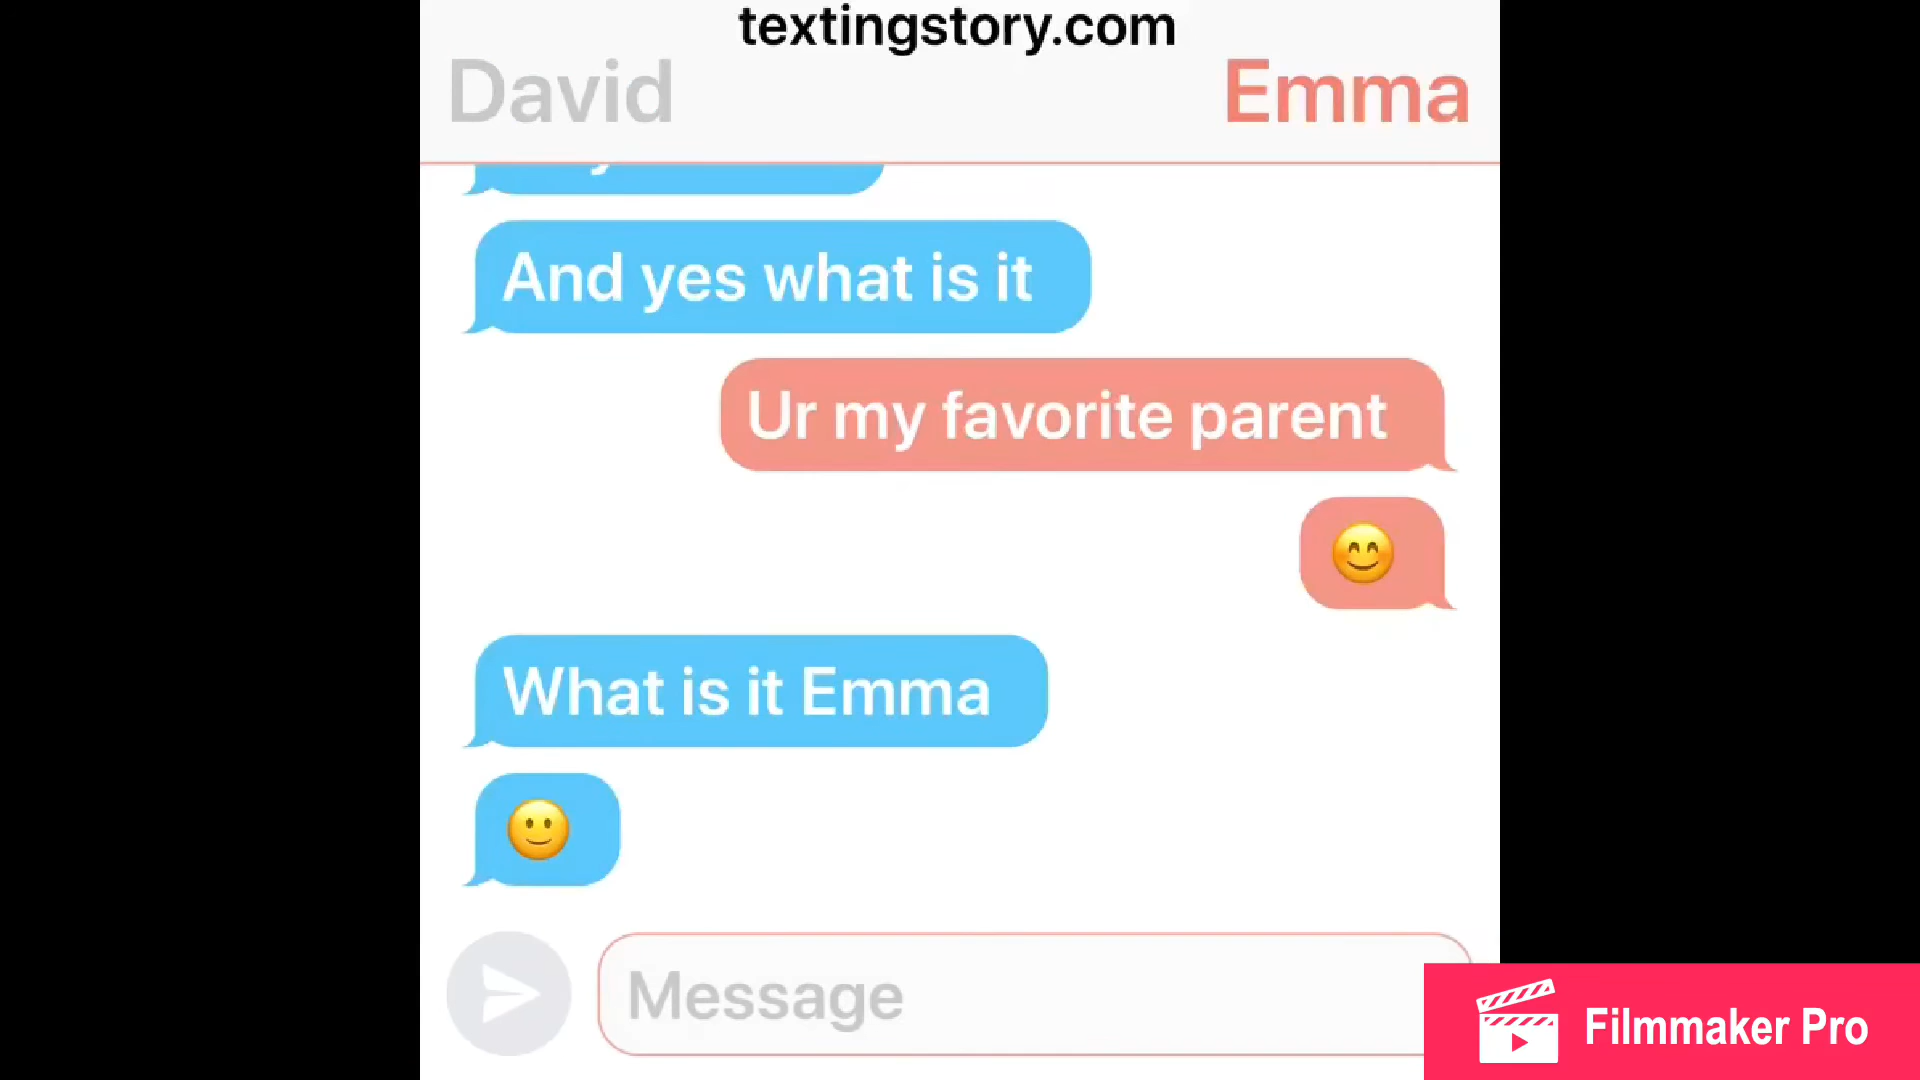 textingstory.com
David
Emma
And yes what is it
Ur my favorite parent
😊
What is it Emma
🙂
Message
Filmmaker Pro